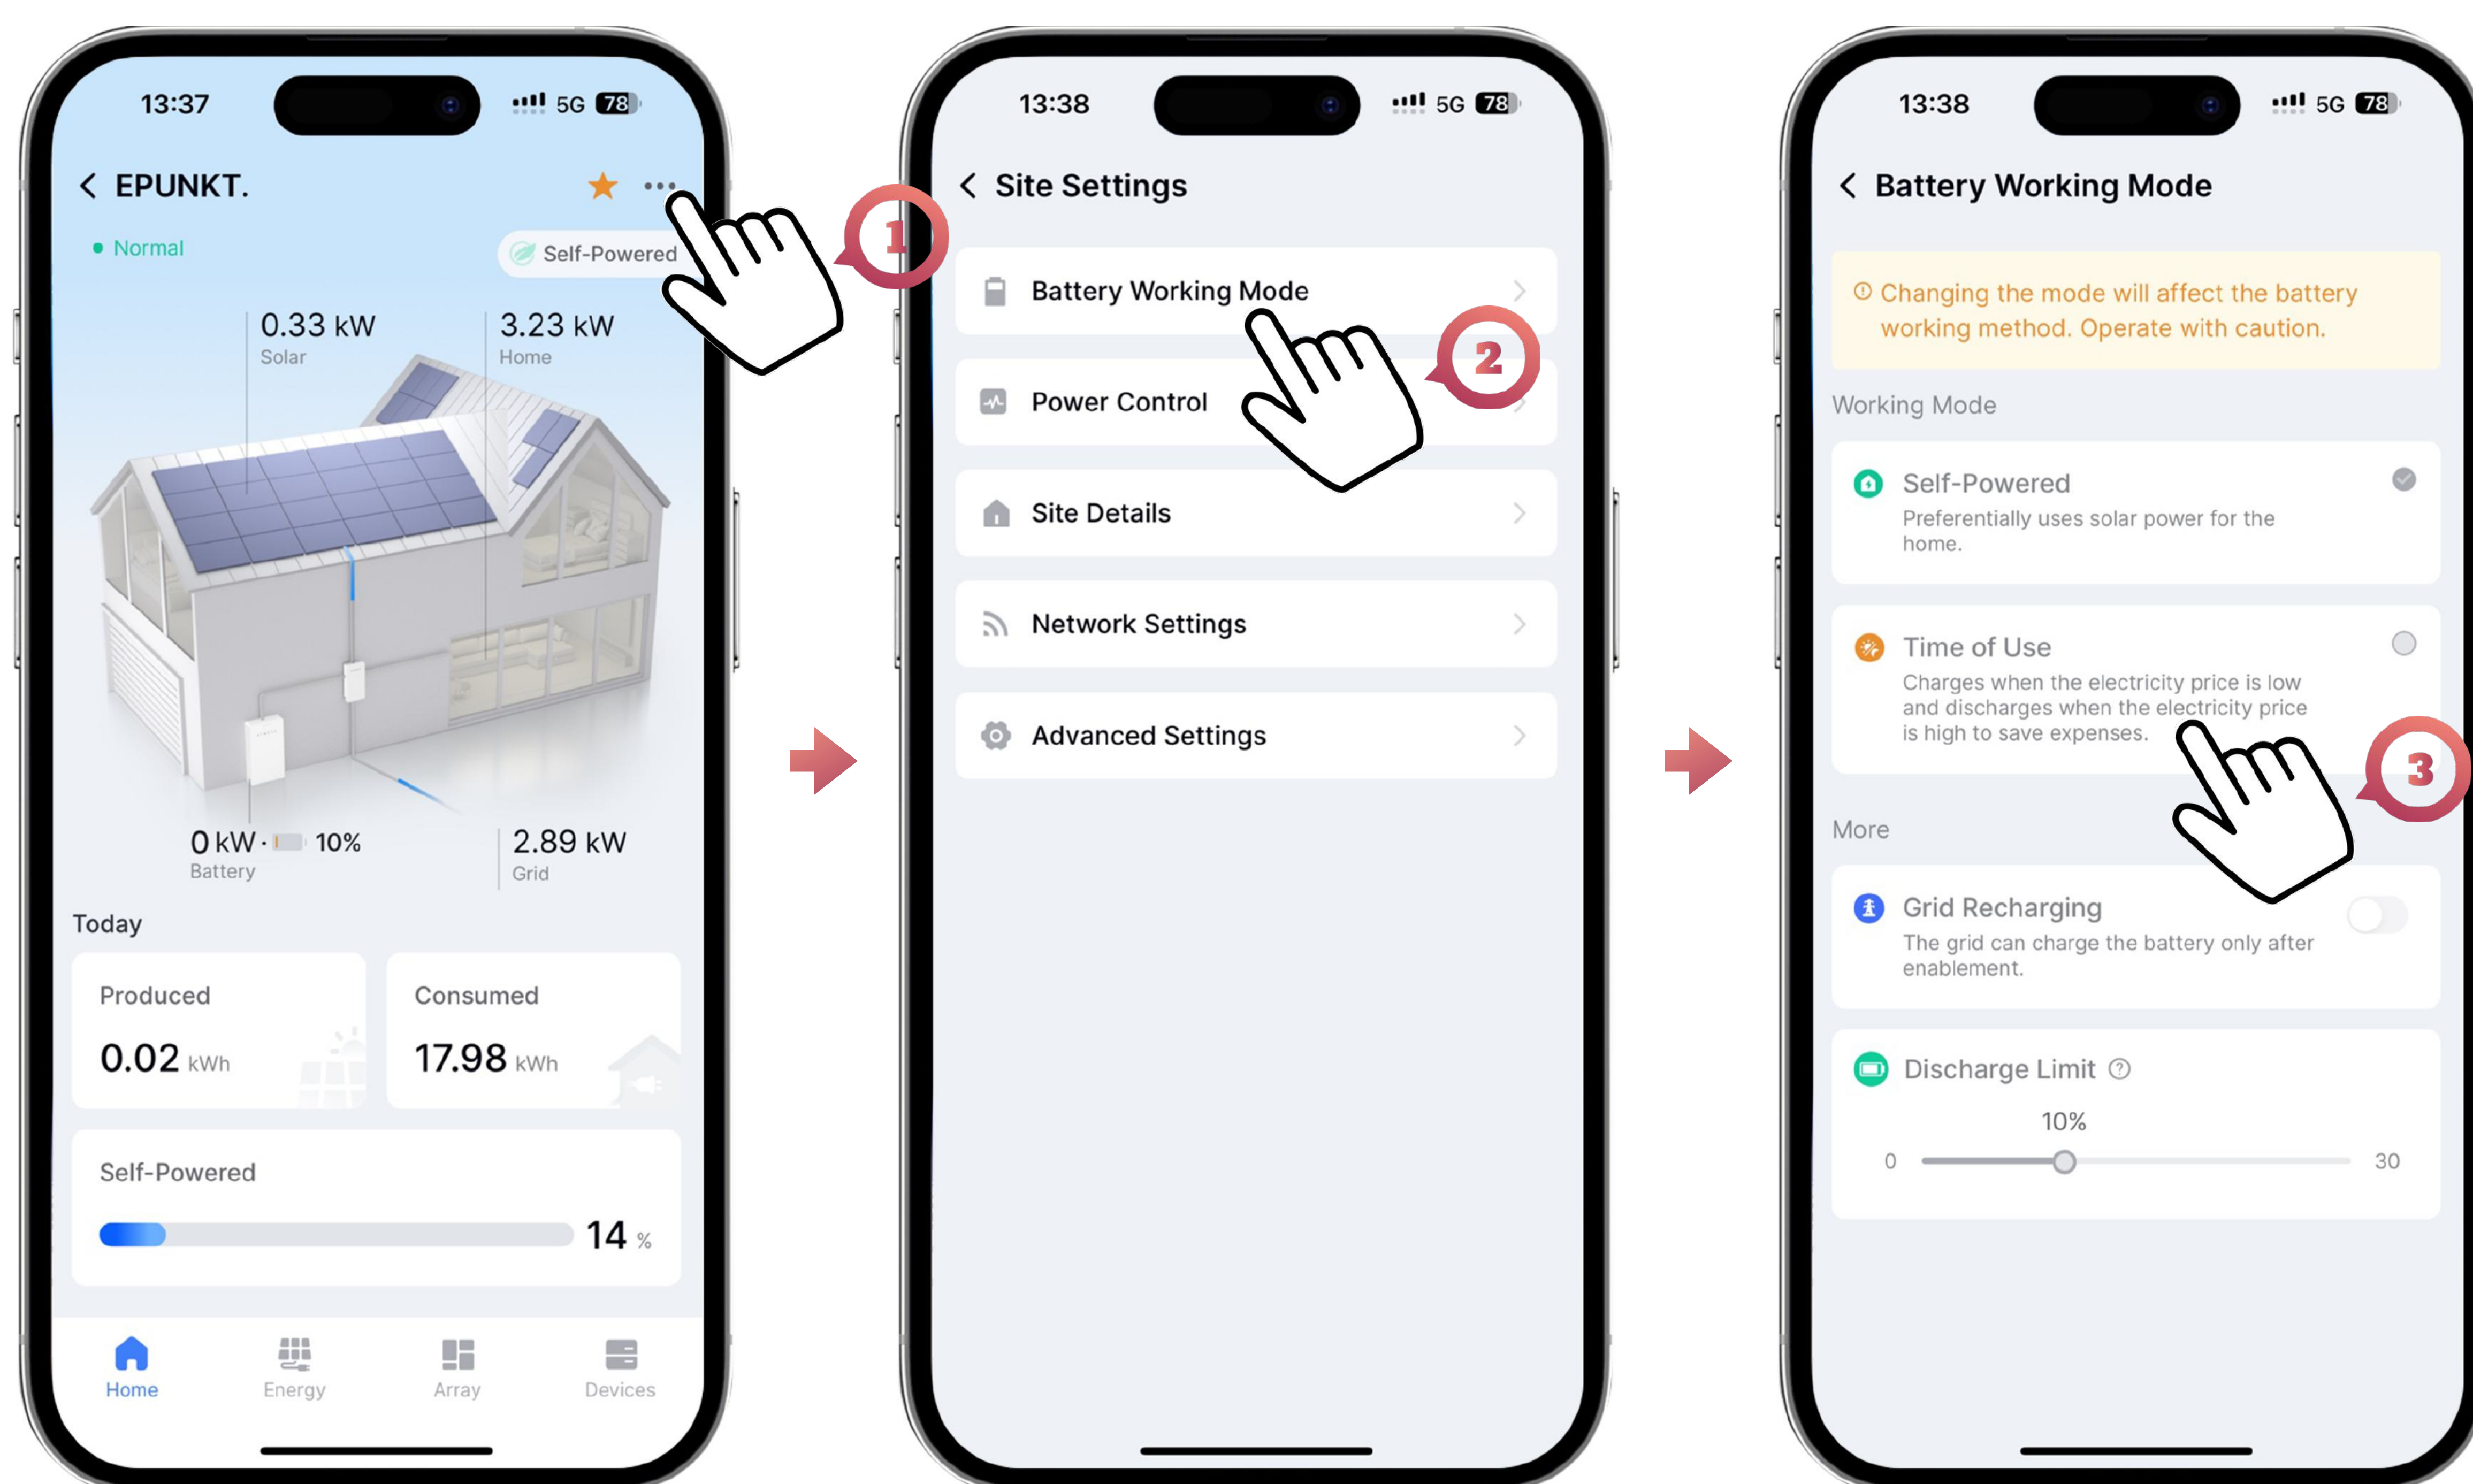 13:37
5G 78
EPUNKT.
Normal
Self-Powered
0.33 kW
Solar
3.23 kW
Home
0 kW · 10%
Battery
2.89 kW
Grid
Today
Produced
0.02 kWh
Consumed
17.98 kWh
Self-Powered
14 %
Home
Energy
Array
Devices
1
13:38
5G 78
Site Settings
Battery Working Mode
Power Control
Site Details
Network Settings
Advanced Settings
2
13:38
5G 78
Battery Working Mode
Changing the mode will affect the battery
working method. Operate with caution.
Working Mode
Self-Powered
Preferentially uses solar power for the
home.
Time of Use
Charges when the electricity price is low
and discharges when the electricity price
is high to save expenses.
3
More
Grid Recharging
The grid can charge the battery only after
enablement.
Discharge Limit ?
10%
0
30